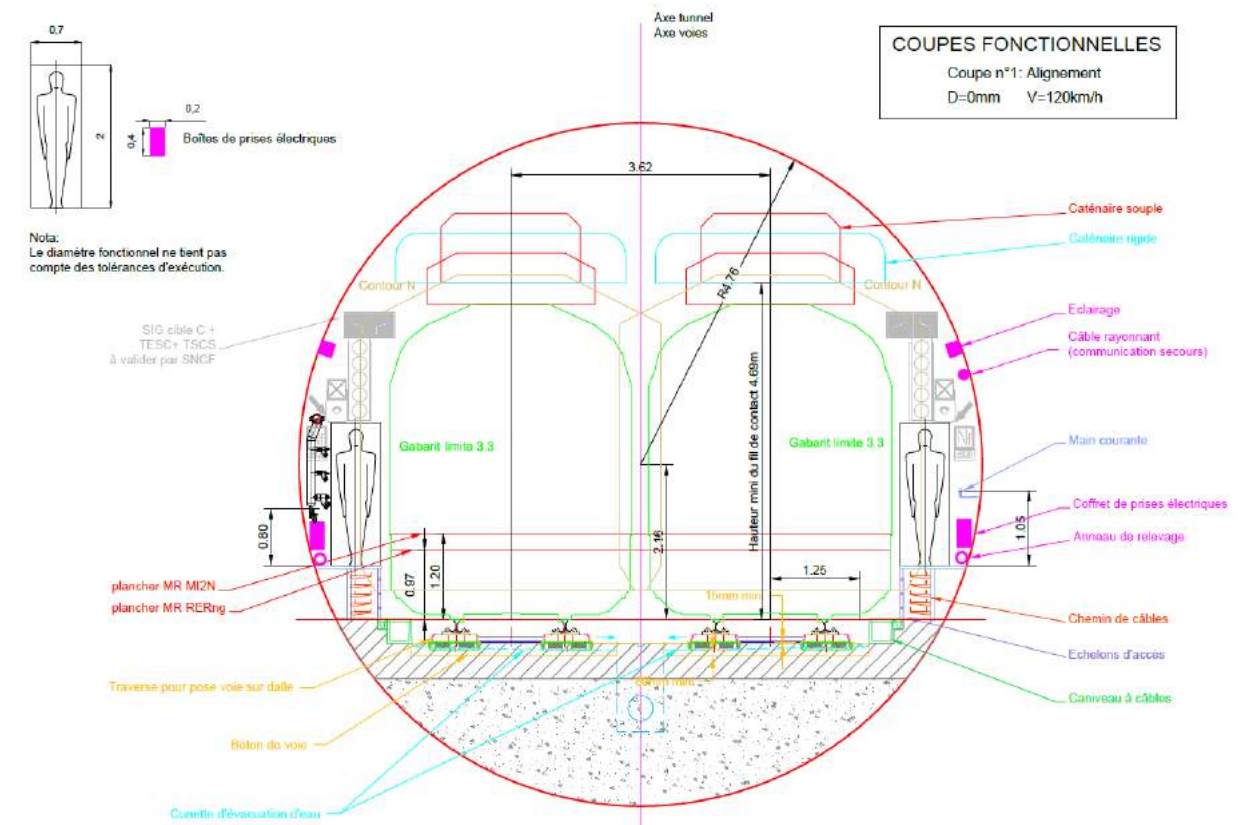 Axe tunnel
Axe voies
COUPES FONCTIONNELLES
Coupe n°1: Alignement
D=0mm V=120km/h
0,7
2
0,2
0,4
Boîtes de prises électriques
Nota:
Le diamètre fonctionnel ne tient pas
compte des tolérances d'exécution.
3.62
R4.76
Caténaire souple
Caténaire rigide
Contour N
Contour N
SIG cible C +
TESC+ TSCS
à valider par SNCF
Eclairage
Câble rayonnant
(communication secours)
Hauteur mini du fil de contact 4.69m
Gabarit limite 3.3
Gabarit limite 3.3
Main courante
Coffret de prises électriques
Anneau de relevage
0.80
1.05
2.16
1.20
0.97
1.25
plancher MR MI2N
plancher MR RERng
15mm mini
Chemin de câbles
Echelons d'accès
Caniveau à câbles
Traverse pour pose voie sur dalle
Béton de voie
Cunette d'évacuation d'eau